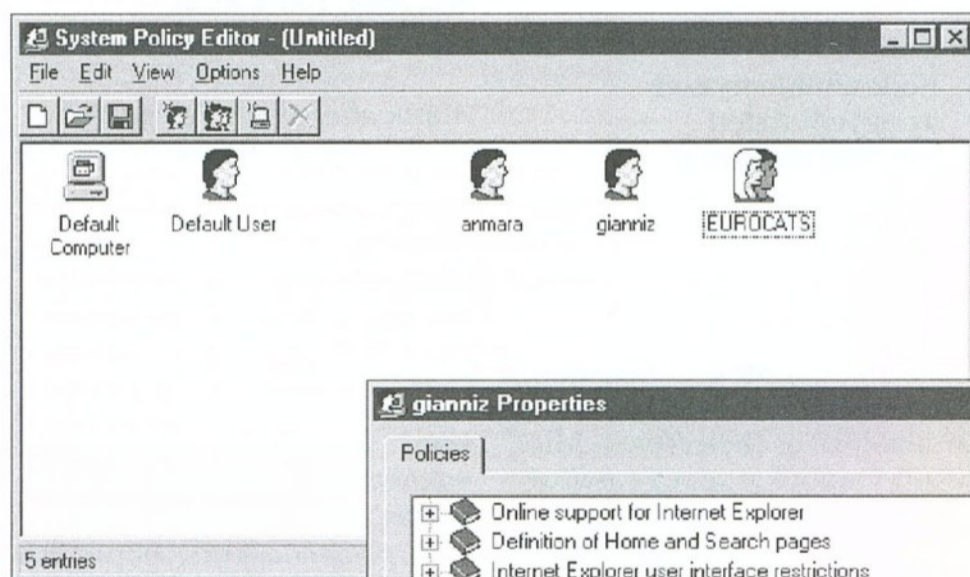 System Policy Editor - (Untitled)
File Edit View Options Help
Default Computer
Default User
anmara
gianniz
EUROCATS
gianniz Properties
Policies
Online support for Internet Explorer
Definition of Home and Search pages
Internet Explorer user interface restrictions
5 entries